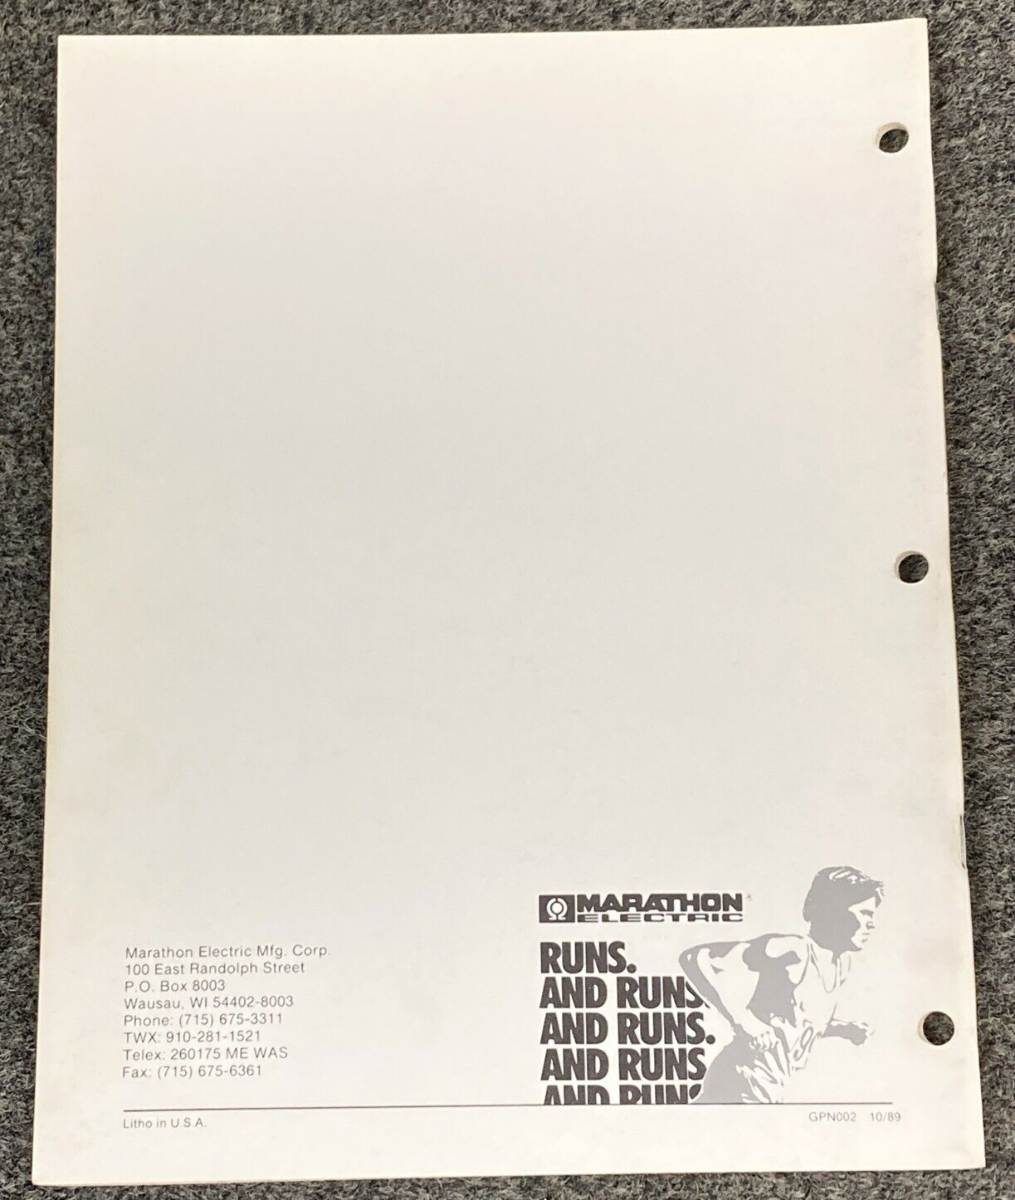 Marathon Electric Mfg. Corp.
100 East Randolph Street
P.O. Box 8003
Wausau, WI 54402-8003
Phone: (715) 675-3311
TWX: 910-281-1521
Telex: 260175 ME WAS
Fax: (715) 675-6361
MARATHON®
ELECTRIC
RUNS.
AND RUNS.
AND RUNS.
AND RUNS
AND RUNS
Litho in U.S.A.
GPN002 10/89